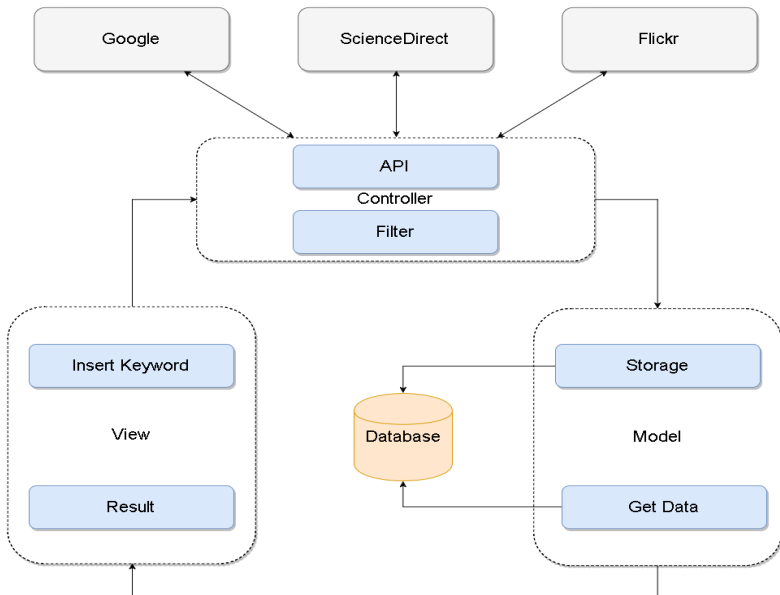 Google
ScienceDirect
Flickr
API
Controller
Filter
Insert Keyword
View
Result
Database
Storage
Model
Get Data